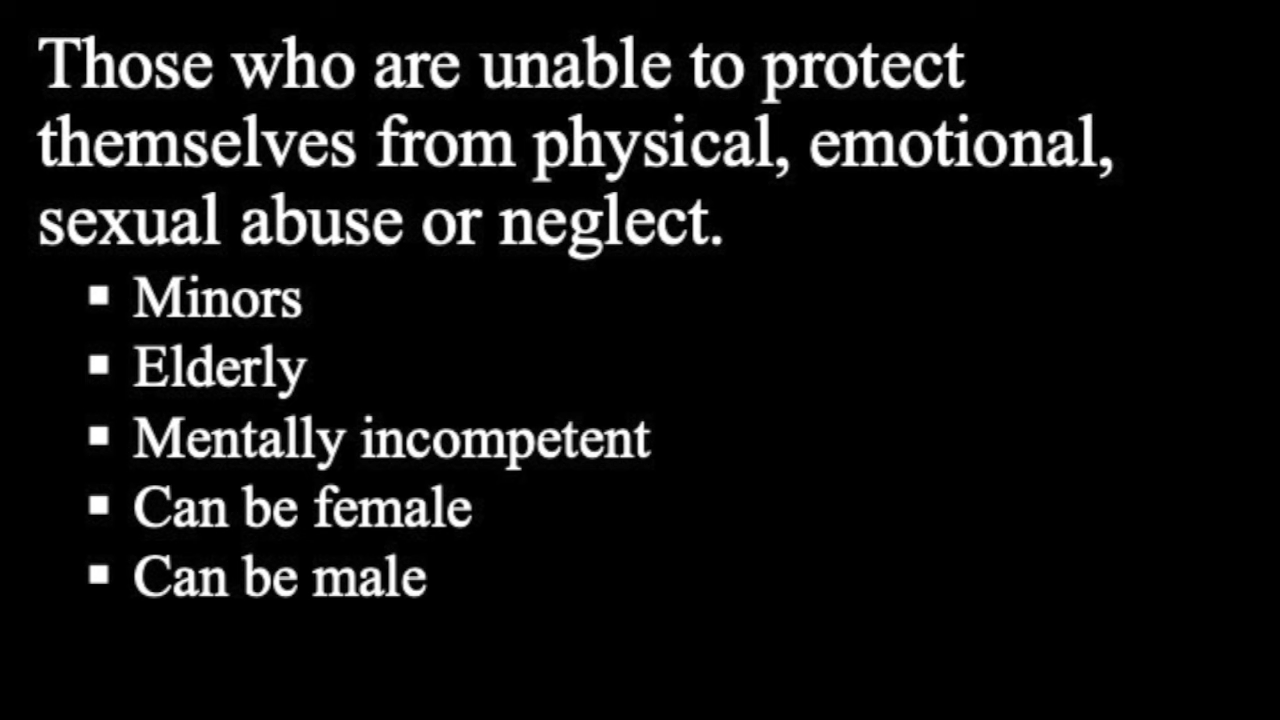 Those who are unable to protect
themselves from physical, emotional,
sexual abuse or neglect.
▪ Minors
▪ Elderly
▪ Mentally incompetent
▪ Can be female
▪ Can be male